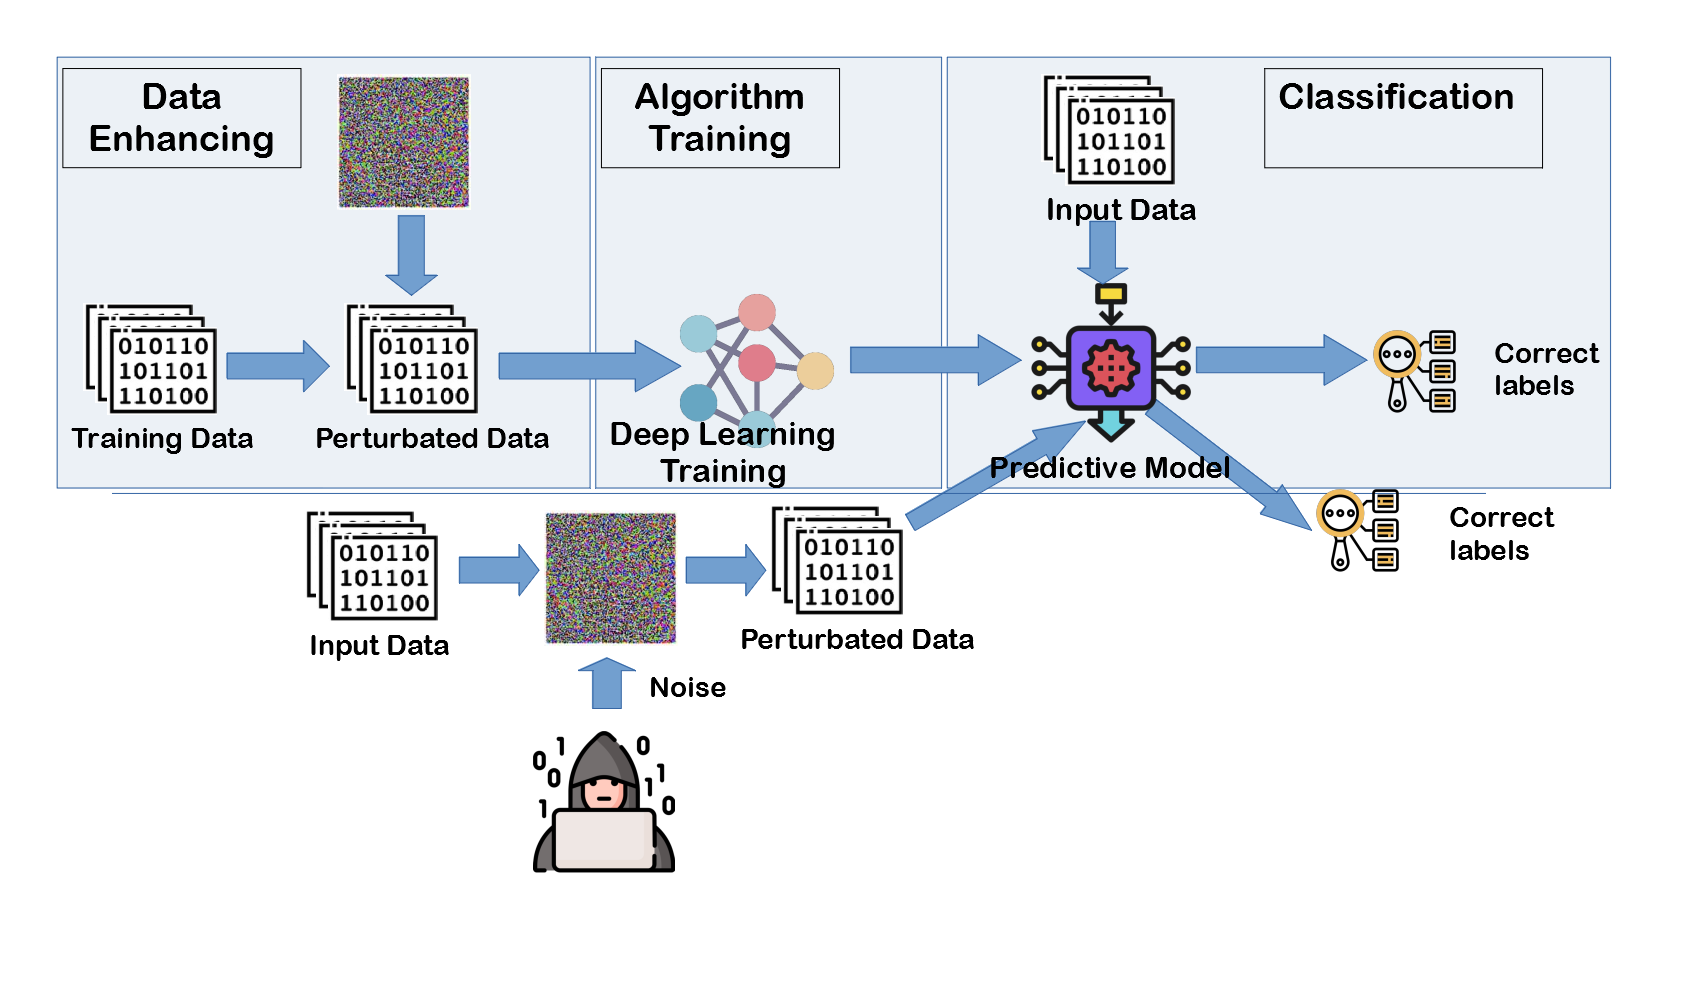 Data
Enhancing
Algorithm
Training
Classification
010110
101101
110100
Input Data
010110
101101
110100
Training Data
010110
101101
110100
Perturbated Data
Deep Learning
Training
Predictive Model
Correct
labels
Correct
labels
010110
101101
110100
Input Data
010110
101101
110100
Perturbated Data
Noise
1
0
0
1
0
1
1
0